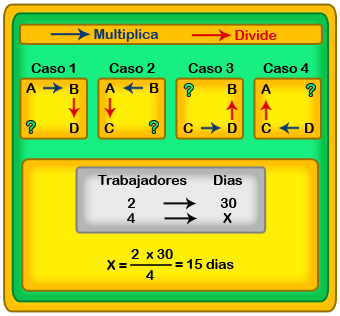 Multiplica Divide
Caso 1 Caso 2 Caso 3 Caso 4
A B A B ? B A ?
? D C ? C D C D
Trabajadores Dias
2 30
4 X
X = 2 x 30 / 4 = 15 dias